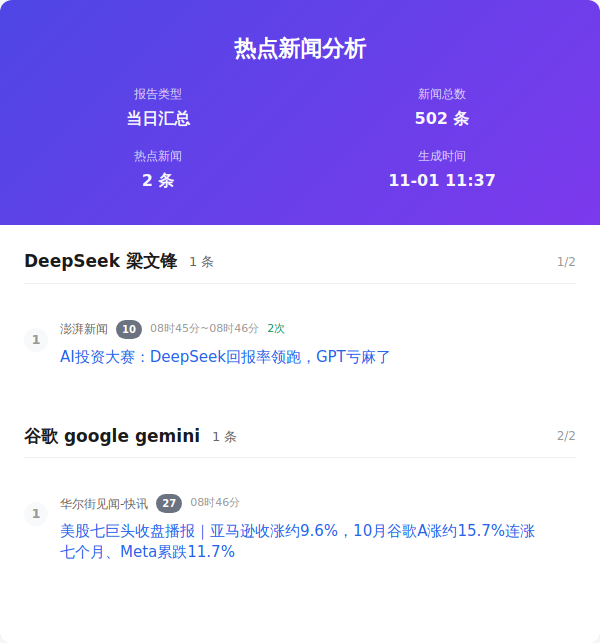 热点新闻分析
报告类型
新闻总数
当日汇总
502 条
热点新闻
生成时间
2 条
11-01 11:37
DeepSeek 梁文锋 1 条 1/2
1
澎湃新闻 10 08时45分~08时46分 2次
AI投资大赛：DeepSeek回报率领跑，GPT亏麻了
谷歌 google gemini 1 条 2/2
1
华尔街见闻-快讯 27 08时46分
美股七巨头收盘播报｜亚马逊收涨约9.6%，10月谷歌A涨约15.7%连涨
七个月、Meta累跌11.7%